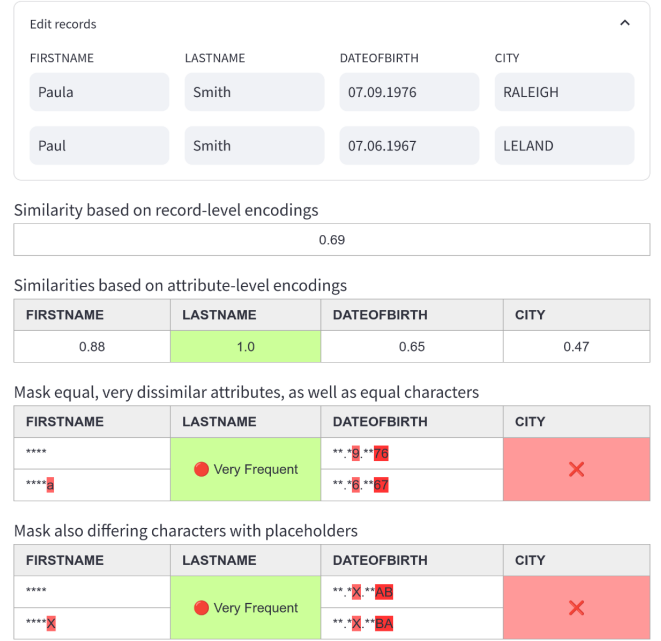 Edit records
FIRSTNAME LASTNAME DATEOFBIRTH CITY
Paula Smith 07.09.1976 RALEIGH
Paul Smith 07.06.1967 LELAND
Similarity based on record-level encodings
0.69
Similarities based on attribute-level encodings
FIRSTNAME LASTNAME DATEOFBIRTH CITY
0.88 1.0 0.65 0.47
Mask equal, very dissimilar attributes, as well as equal characters
FIRSTNAME LASTNAME DATEOFBIRTH CITY
**** **.*9.**76
🔴 Very Frequent ❌
****a **.*6.**67
Mask also differing characters with placeholders
FIRSTNAME LASTNAME DATEOFBIRTH CITY
**** **.*X.**AB
🔴 Very Frequent ❌
****X **.*X.**BA